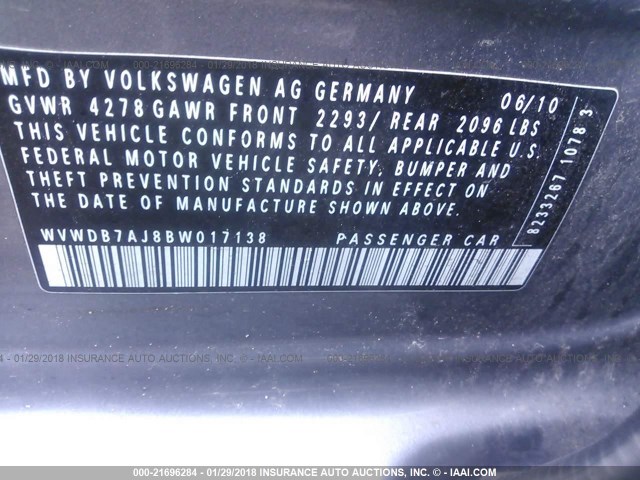 MFD BY VOLKSWAGEN AG GERMANY 06/10
GVWR 4278 GAWR FRONT 2293/ REAR 2096 LBS
THIS VEHICLE CONFORMS TO ALL APPLICABLE U.S.
FEDERAL MOTOR VEHICLE SAFETY, BUMPER AND
THEFT PREVENTION STANDARDS IN EFFECT ON
THE DATE OF MANUFACTURE SHOWN ABOVE.
WVWDB7AJ8BW017138 PASSENGER CAR
8233267 1078 3
000-21696284 - 01/29/2018 INSURANCE AUTO AUCTIONS, INC. - IAAI.COM